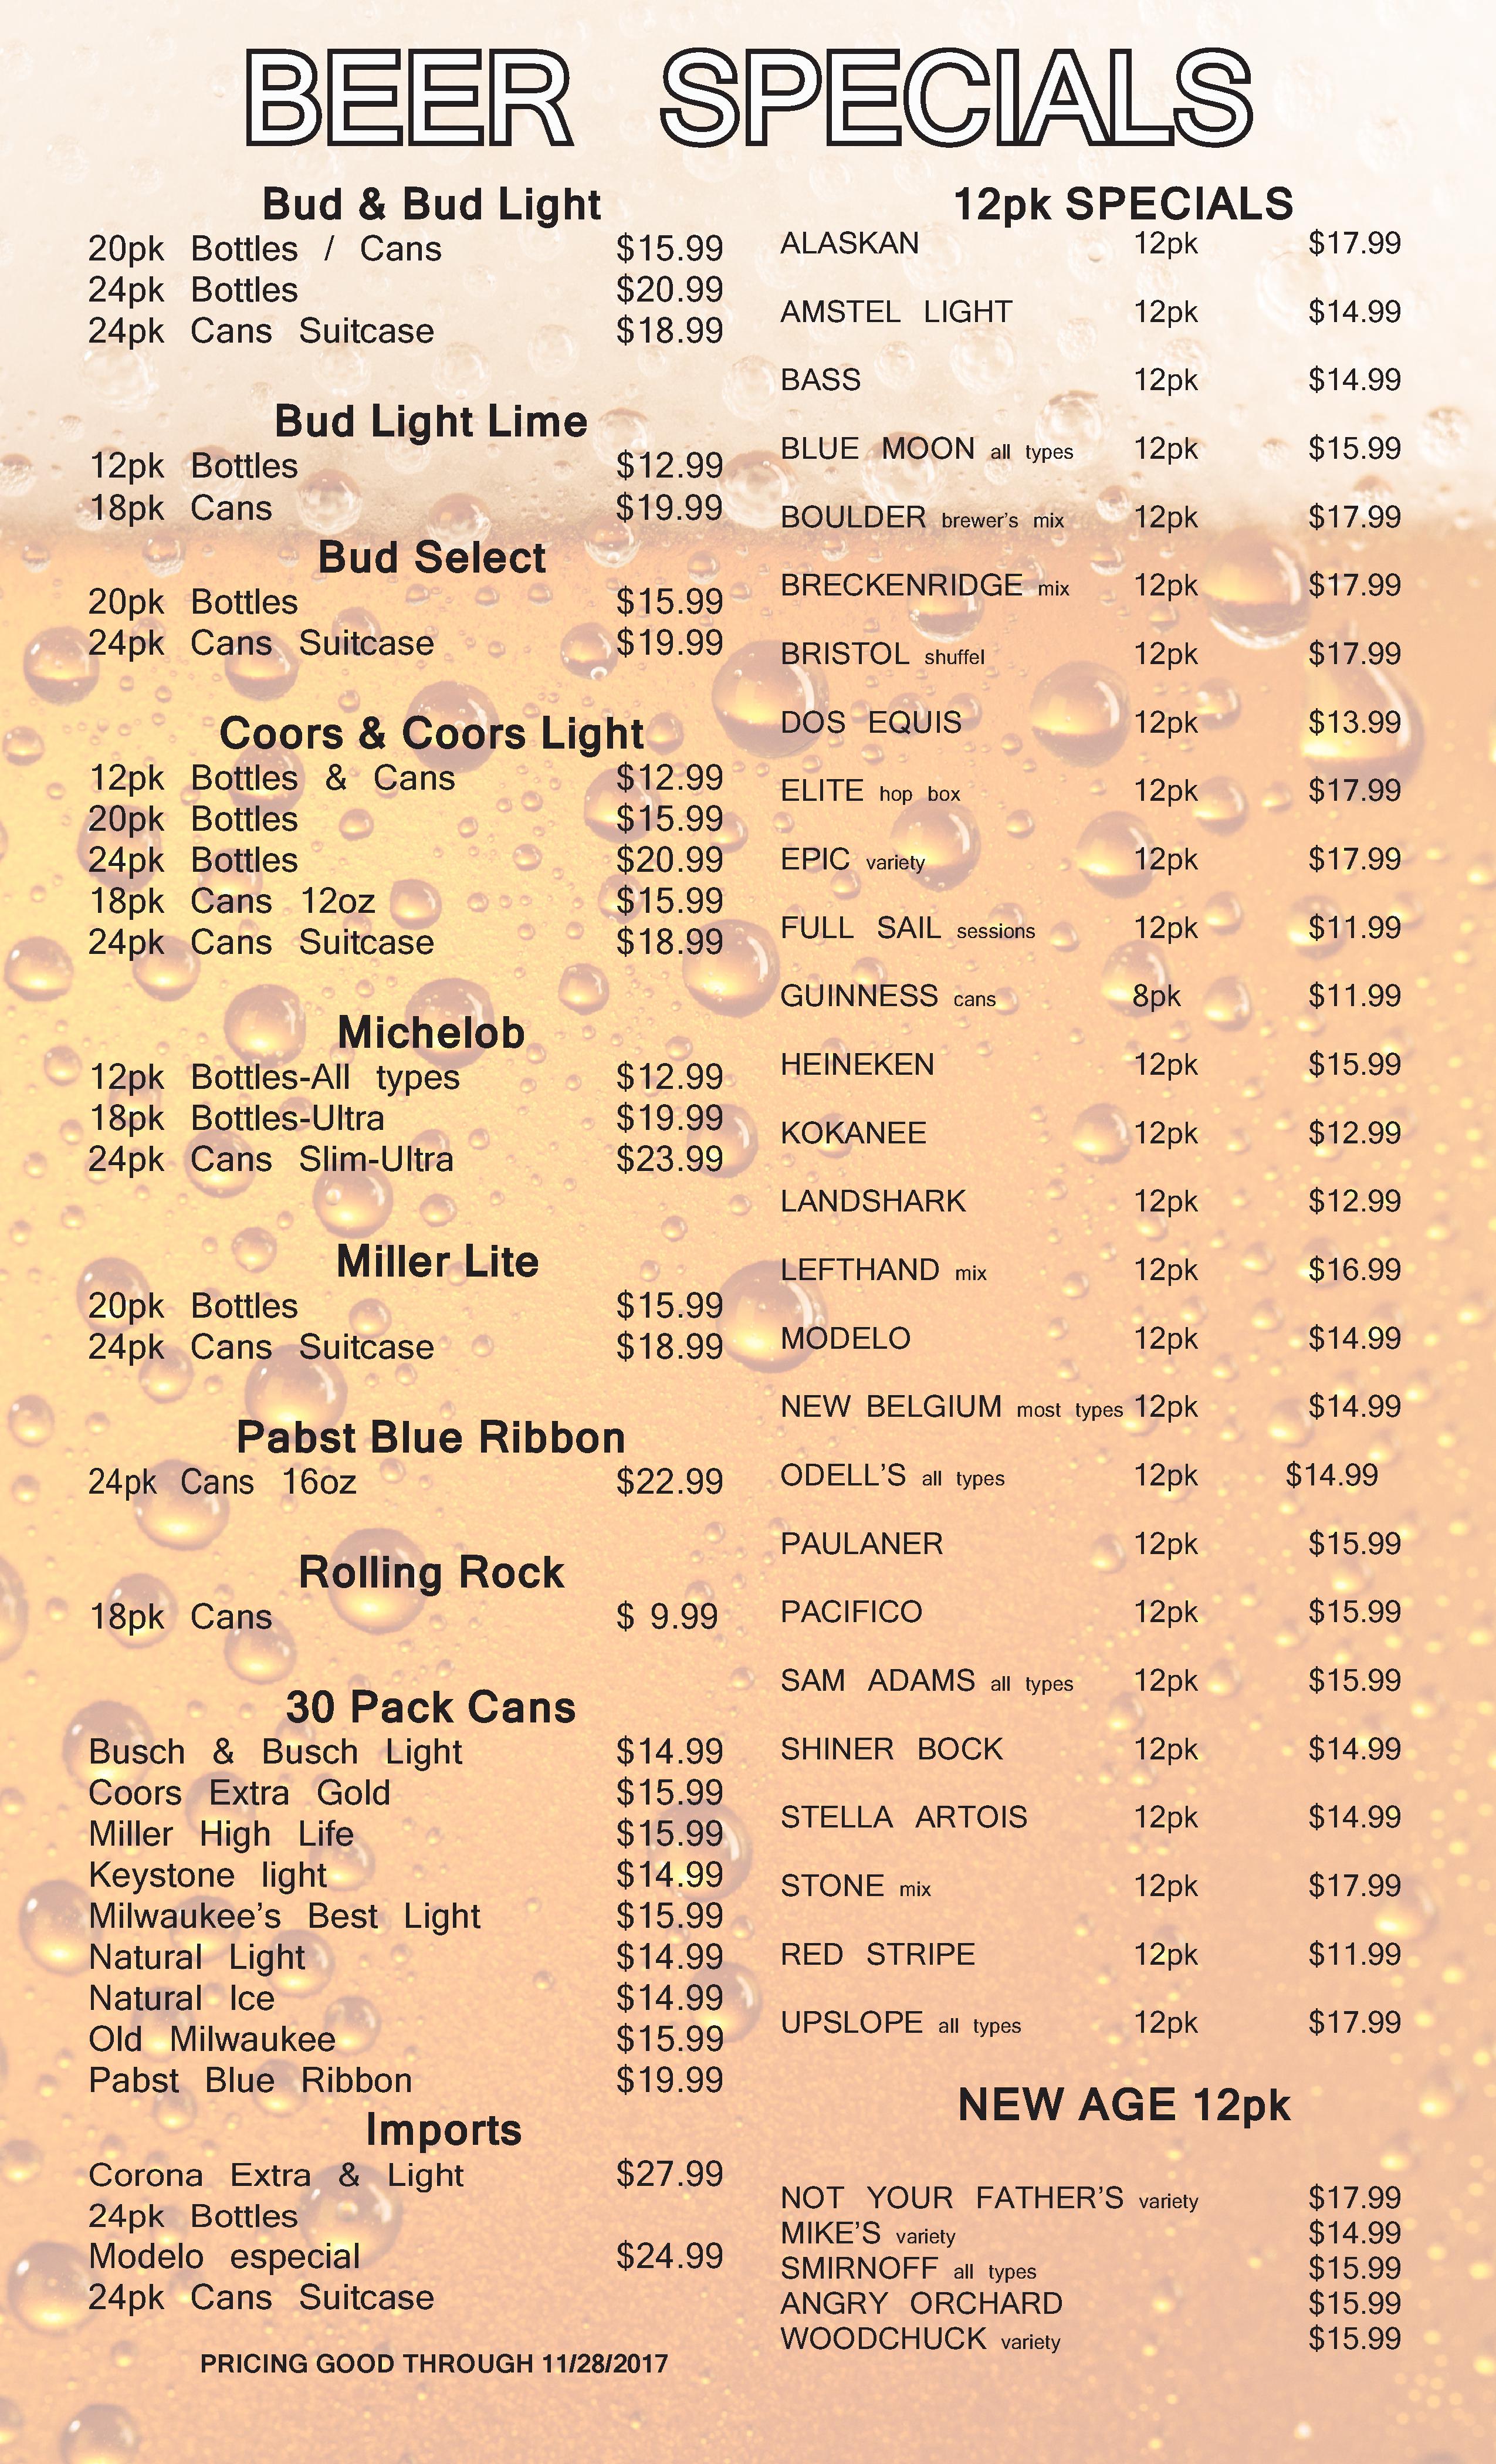 BEER SPECIALS
Bud & Bud Light
20pk Bottles / Cans $15.99
24pk Bottles $20.99
24pk Cans Suitcase $18.99
Bud Light Lime
12pk Bottles $12.99
18pk Cans $19.99
Bud Select
20pk Bottles $15.99
24pk Cans Suitcase $19.99
Coors & Coors Light
12pk Bottles & Cans $12.99
20pk Bottles $15.99
24pk Bottles $20.99
18pk Cans 12oz $15.99
24pk Cans Suitcase $18.99
Michelob
12pk Bottles-All types $12.99
18pk Bottles-Ultra $19.99
24pk Cans Slim-Ultra $23.99
Miller Lite
20pk Bottles $15.99
24pk Cans Suitcase $18.99
Pabst Blue Ribbon
24pk Cans 16oz $22.99
Rolling Rock
18pk Cans $ 9.99
30 Pack Cans
Busch & Busch Light $14.99
Coors Extra Gold $15.99
Miller High Life $15.99
Keystone light $14.99
Milwaukee's Best Light $15.99
Natural Light $14.99
Natural Ice $14.99
Old Milwaukee $15.99
Pabst Blue Ribbon $19.99
Imports
Corona Extra & Light $27.99
24pk Bottles
Modelo especial $24.99
24pk Cans Suitcase
PRICING GOOD THROUGH 11/28/2017
12pk SPECIALS
ALASKAN 12pk $17.99
AMSTEL LIGHT 12pk $14.99
BASS 12pk $14.99
BLUE MOON all types 12pk $15.99
BOULDER brewer's mix 12pk $17.99
BRECKENRIDGE mix 12pk $17.99
BRISTOL shuffel 12pk $17.99
DOS EQUIS 12pk $13.99
ELITE hop box 12pk $17.99
EPIC variety 12pk $17.99
FULL SAIL sessions 12pk $11.99
GUINNESS cans 8pk $11.99
HEINEKEN 12pk $15.99
KOKANEE 12pk $12.99
LANDSHARK 12pk $12.99
LEFTHAND mix 12pk $16.99
MODELO 12pk $14.99
NEW BELGIUM most types 12pk $14.99
ODELL'S all types 12pk $14.99
PAULANER 12pk $15.99
PACIFICO 12pk $15.99
SAM ADAMS all types 12pk $15.99
SHINER BOCK 12pk $14.99
STELLA ARTOIS 12pk $14.99
STONE mix 12pk $17.99
RED STRIPE 12pk $11.99
UPSLOPE all types 12pk $17.99
NEW AGE 12pk
NOT YOUR FATHER'S variety $17.99
MIKE'S variety $14.99
SMIRNOFF all types $15.99
ANGRY ORCHARD $15.99
WOODCHUCK variety $15.99